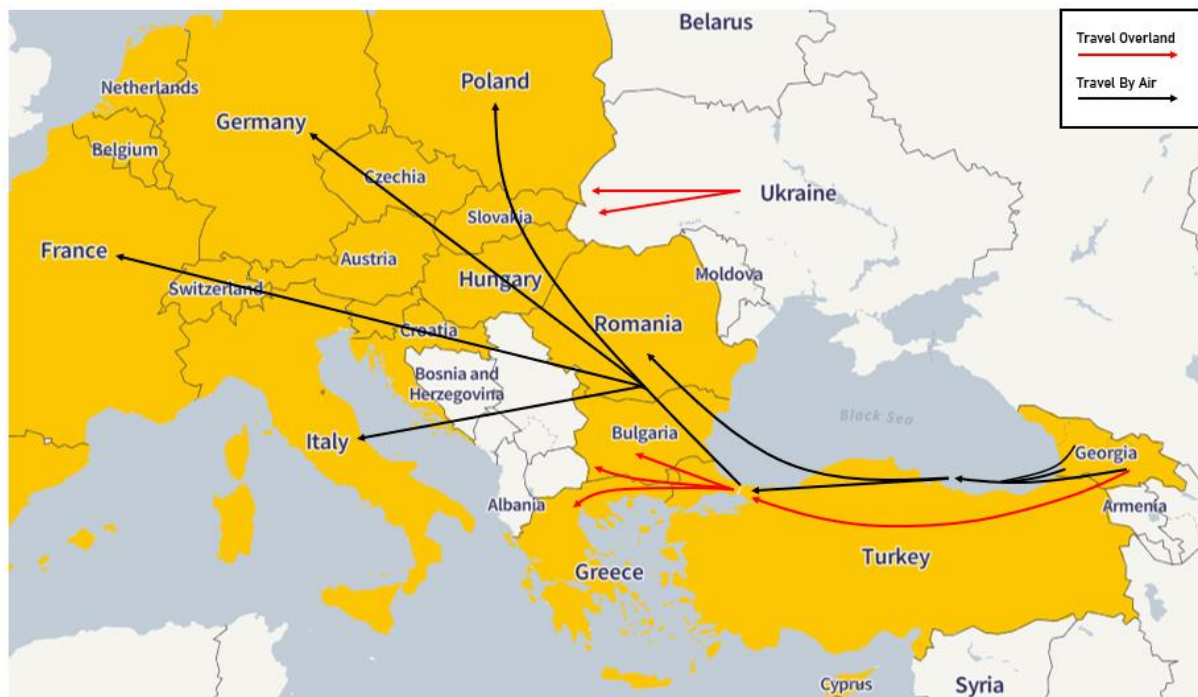 Belarus
Travel Overland
Travel By Air
Netherlands
Poland
Germany
Belgium
Czechia
Ukraine
Slovakia
France
Austria
Moldova
Switzerland
Hungary
Croatia
Romania
Bosnia and
Herzegovina
Black Sea
Italy
Bulgaria
Georgia
Albania
Armenia
Turkey
Greece
Cyprus
Syria